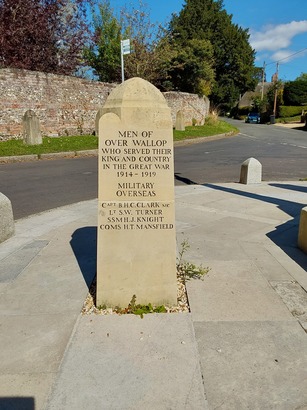 MEN OF
OVER WALLOP
WHO SERVED THEIR
KING AND COUNTRY
IN THE GREAT WAR
1914 - 1919
MILITARY
OVERSEAS
CAPT B.H.C. CLARK MC
LT S.W. TURNER
SSM H.J. KNIGHT
COMS H.T. MANSFIELD